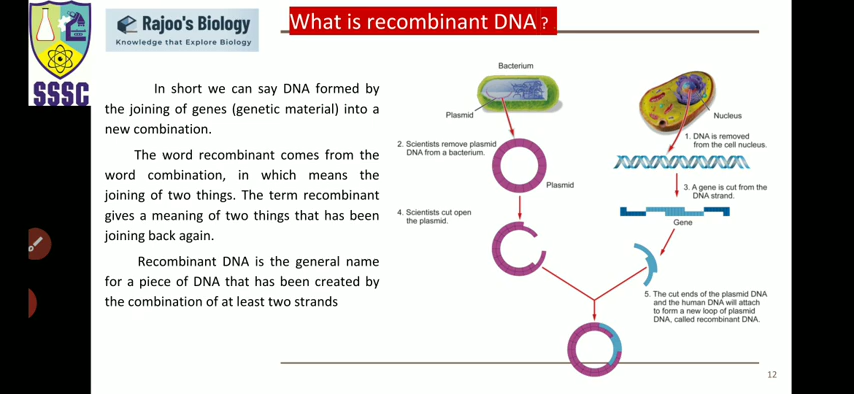 What is recombinant DNA ?
Rajoo's Biology
Knowledge that Explore Biology
SSSC
In short we can say DNA formed by
the joining of genes (genetic material) into a
new combination.
The word recombinant comes from the
word combination, in which means the
joining of two things. The term recombinant
gives a meaning of two things that has been
joining back again.
Recombinant DNA is the general name
for a piece of DNA that has been created by
the combination of at least two strands
Bacterium
Plasmid
Nucleus
1. DNA is removed
from the cell nucleus.
2. Scientists remove plasmid
DNA from a bacterium.
Plasmid
3. A gene is cut from the
DNA strand.
Gene
4. Scientists cut open
the plasmid.
5. The cut ends of the plasmid DNA
and the human DNA will attach
to form a new loop of plasmid
DNA, called recombinant DNA.
12